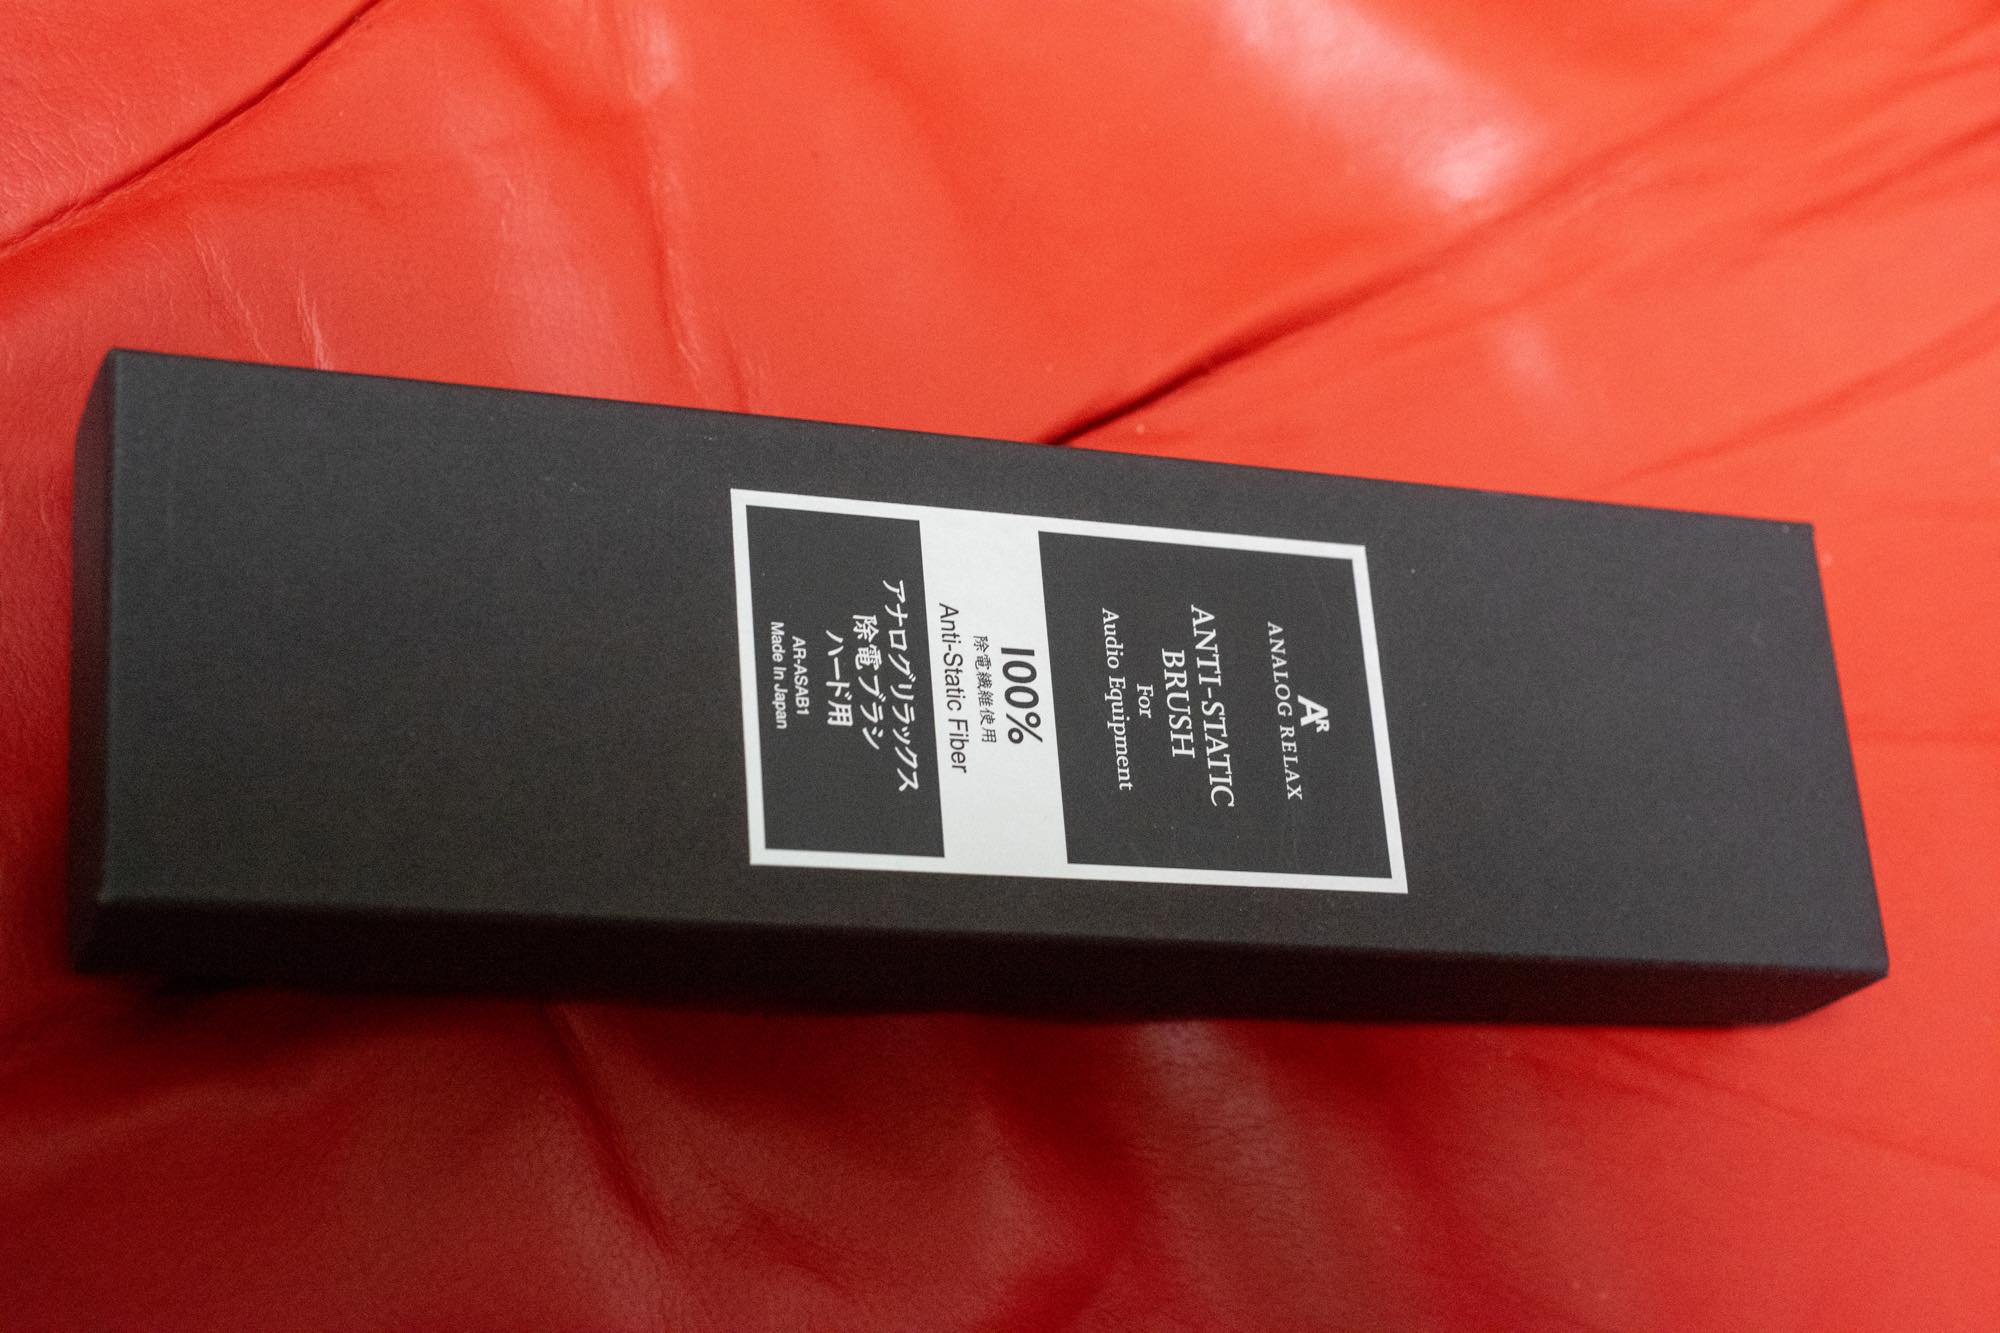 AR
ANALOG RELAX
ANTI-STATIC
BRUSH
For
Audio Equipment
100%
除電繊維使用
Anti-Static Fiber
アナログリラックス
除電ブラシ
ハード用
AR-ASAB1
Made In Japan